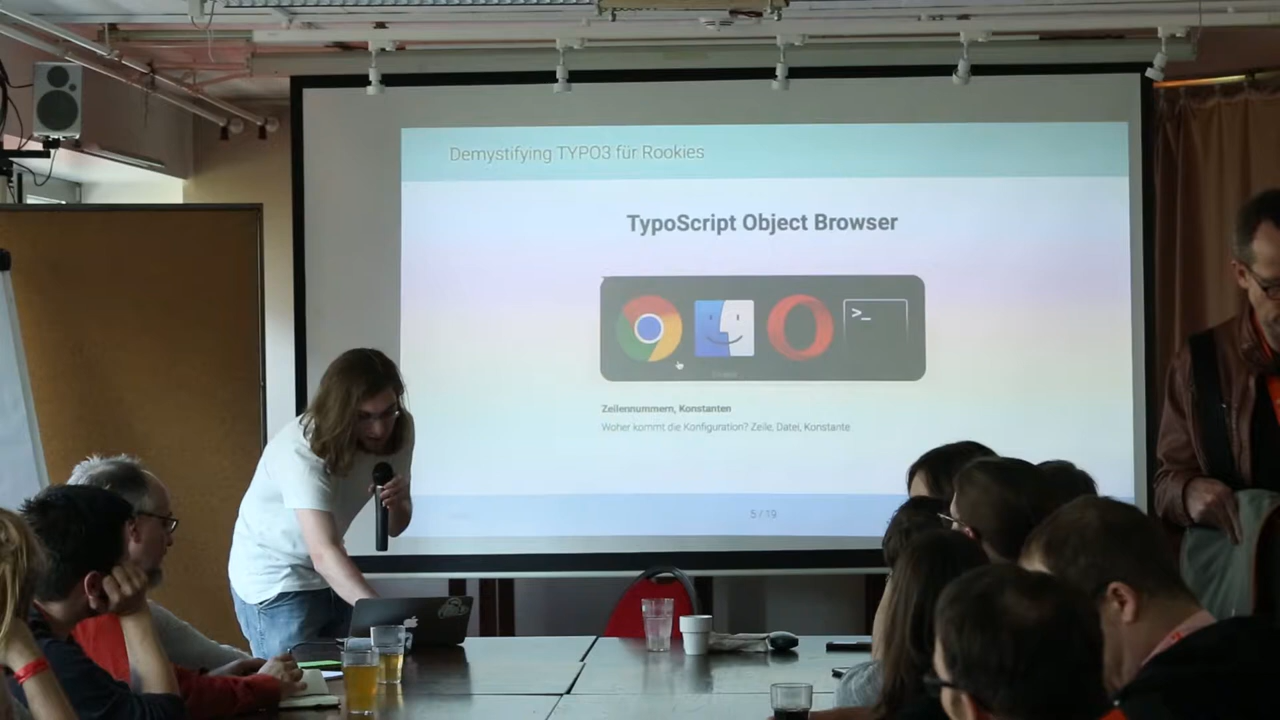 Demystifying TYPO3 für Rookies
TypoScript Object Browser
>_
Zeilennummern, Konstanten
Woher kommt die Konfiguration? Zeile, Datei, Konstante
5 / 19